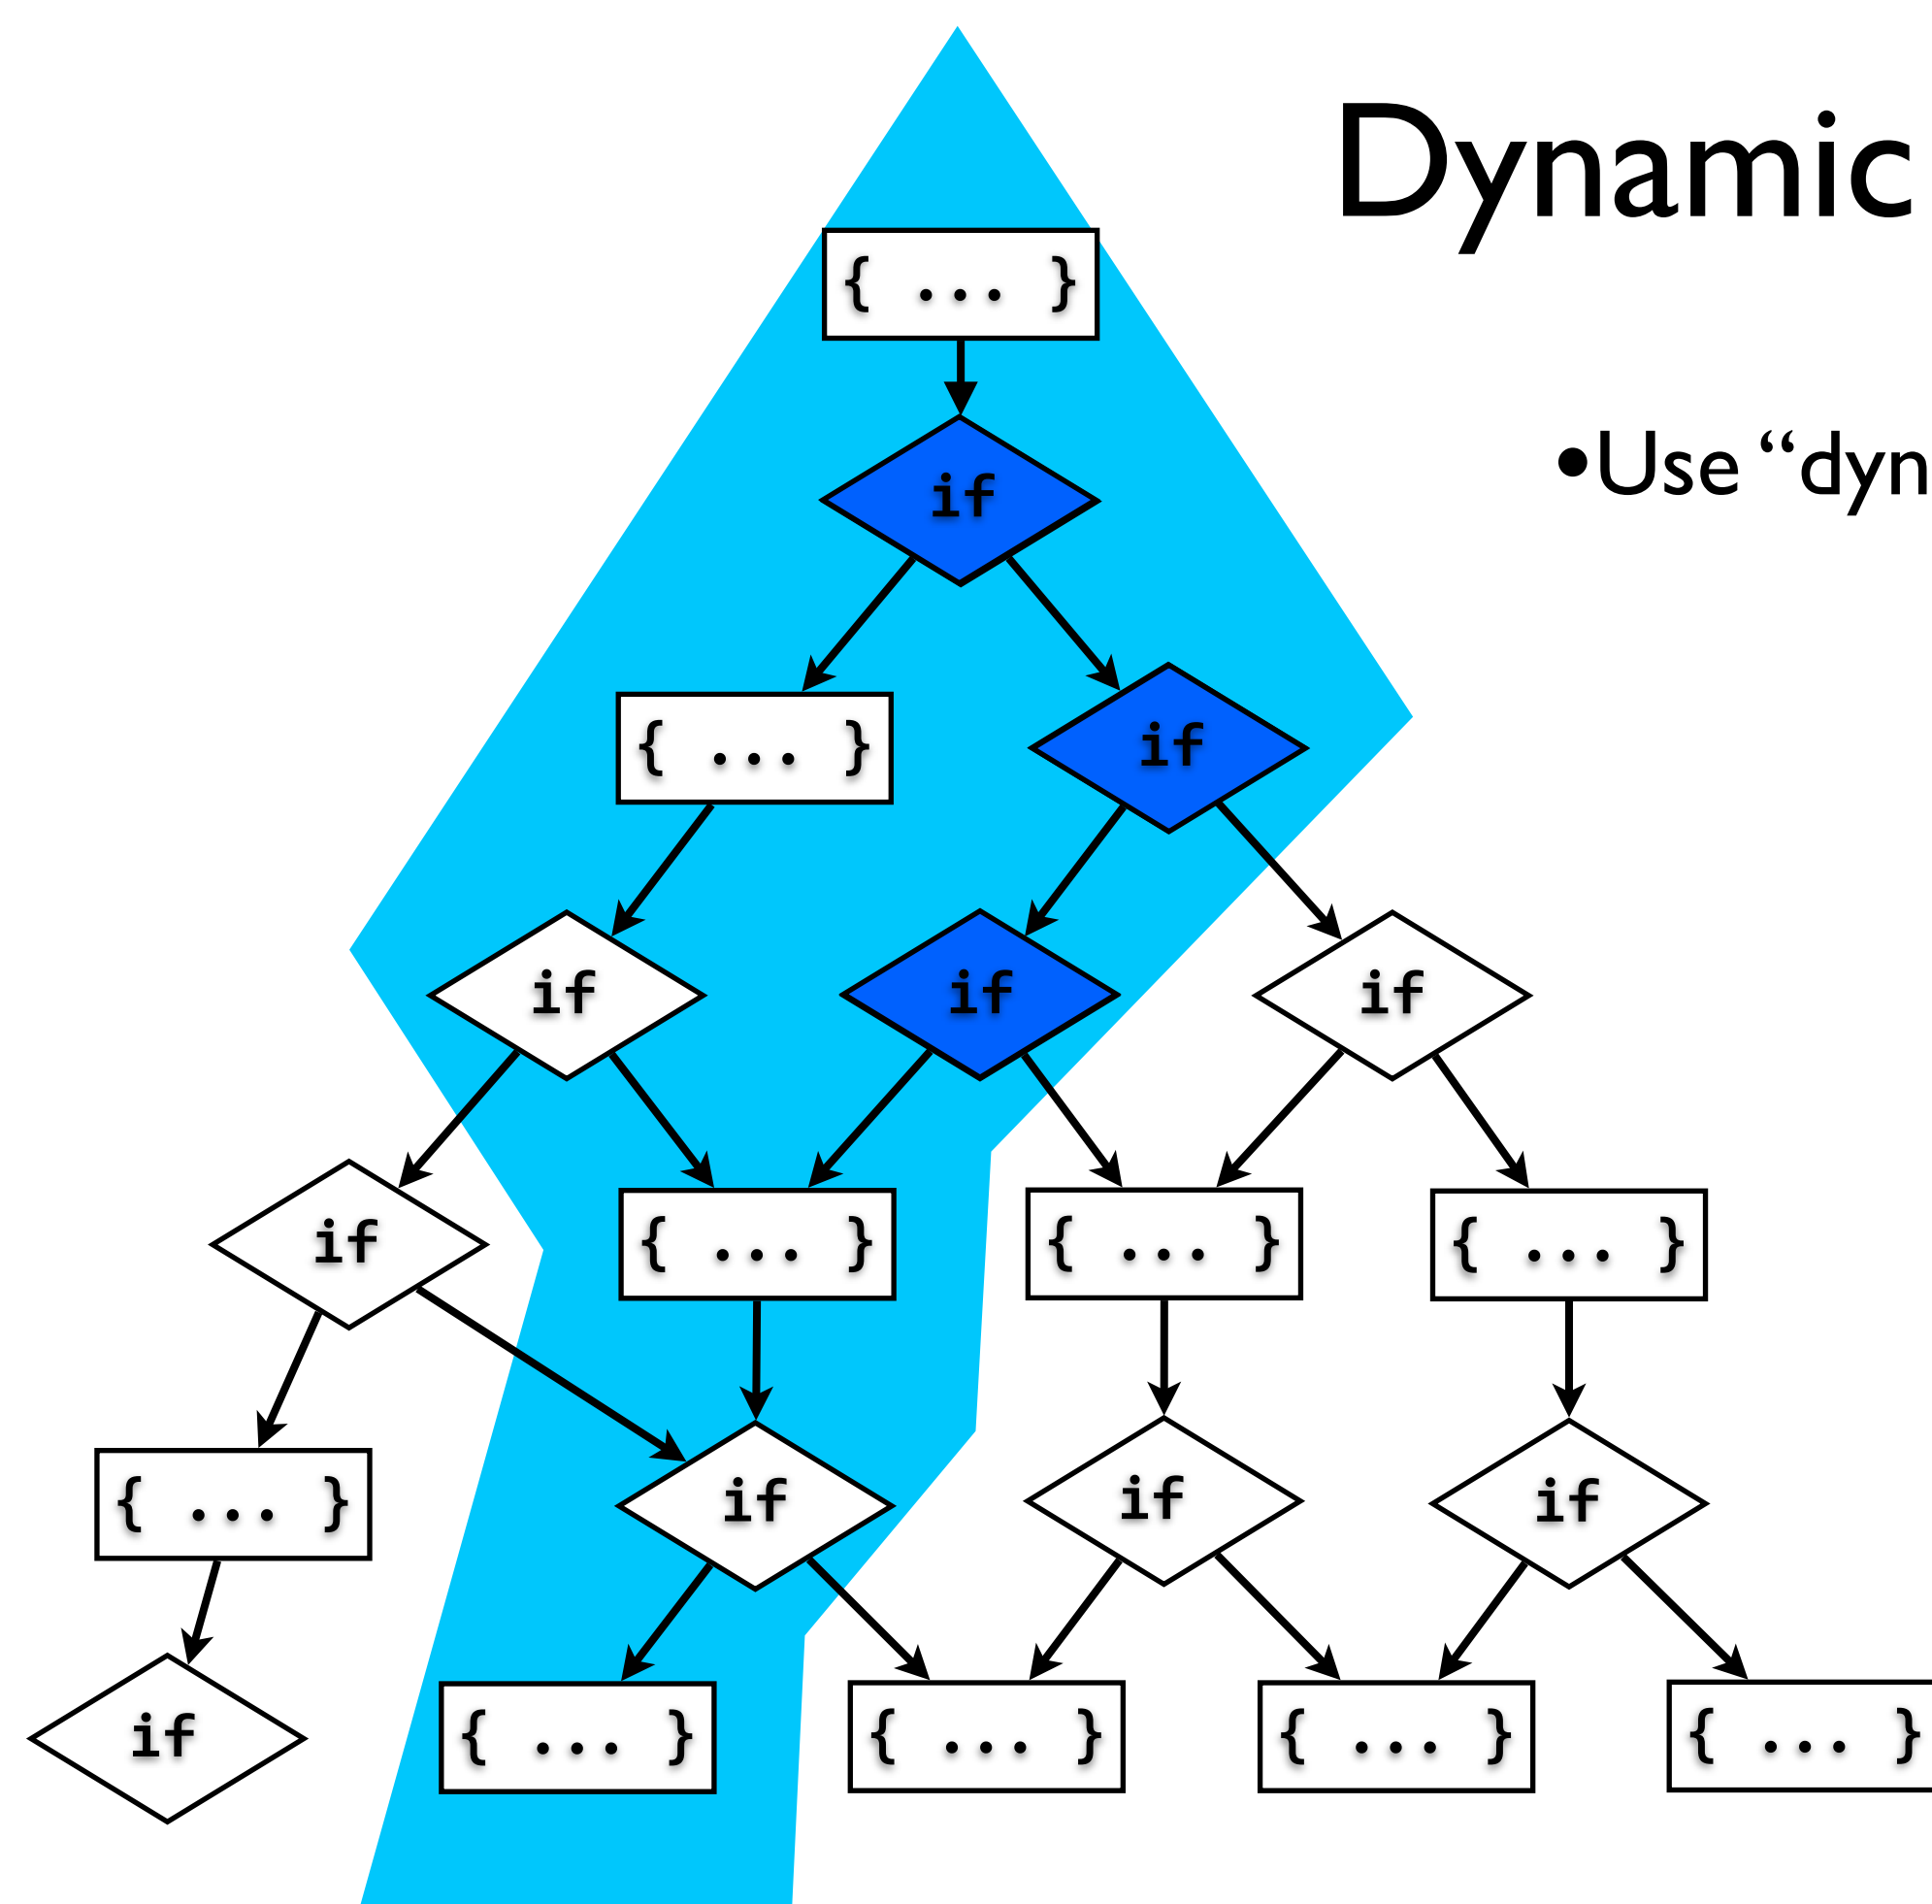 Dynamic
{ ... }
if
•Use “dyn
{ ... }
if
if
if
if
if
{ ... }
{ ... }
{ ... }
{ ... }
if
if
if
if
{ ... }
{ ... }
{ ... }
{ ... }